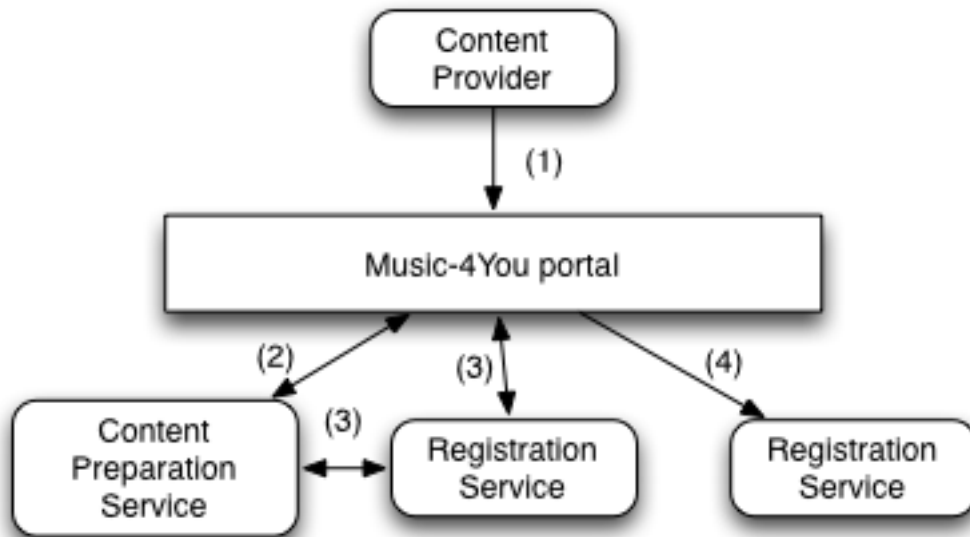 Content
Provider
(1)
Music-4You portal
(2)
(3)
(4)
(3)
Content
Preparation
Service
Registration
Service
Registration
Service